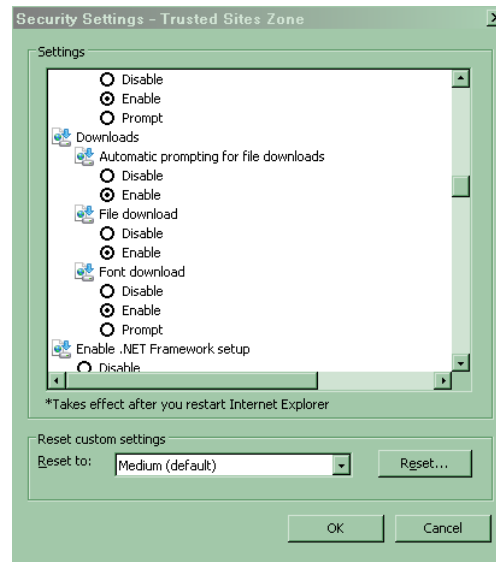 Security Settings - Trusted Sites Zone
Settings
Disable
Enable
Prompt
Downloads
Automatic prompting for file downloads
Disable
Enable
File download
Disable
Enable
Font download
Disable
Enable
Prompt
Enable .NET Framework setup
Disable
*Takes effect after you restart Internet Explorer
Reset custom settings
Reset to: Medium (default) Reset...
OK Cancel